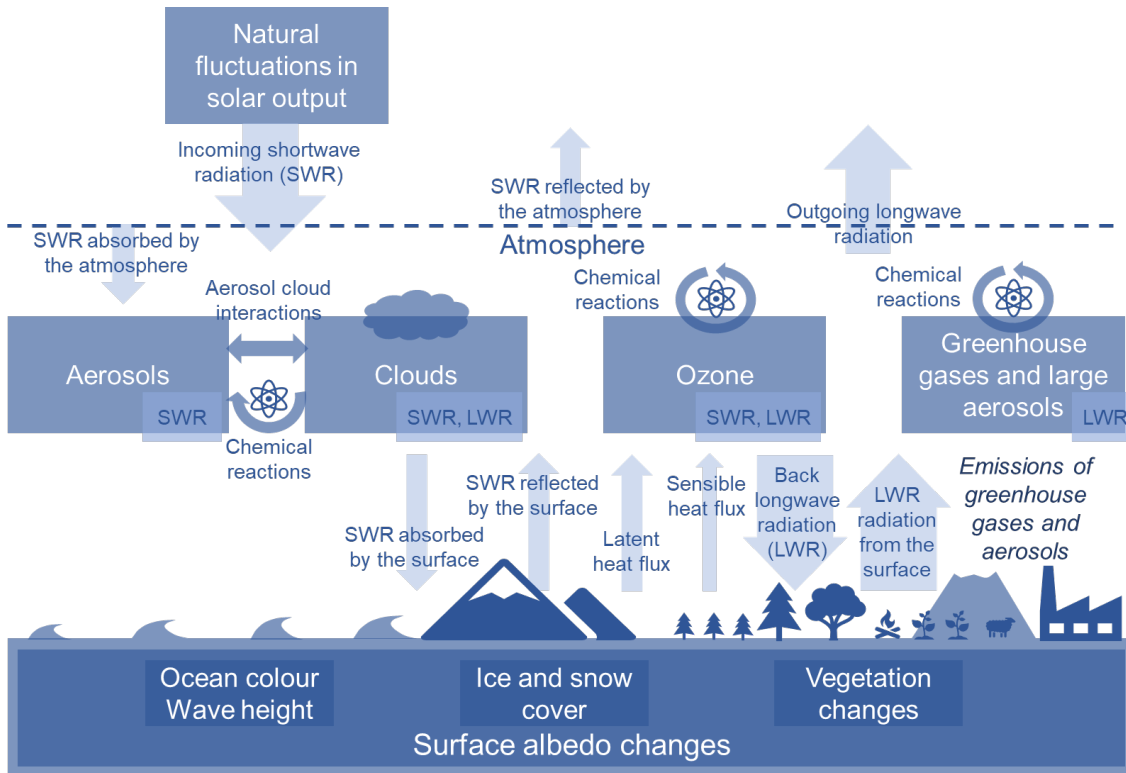 Natural
fluctuations in
solar output
Incoming shortwave
radiation (SWR)
SWR reflected by
the atmosphere
Outgoing longwave
radiation
SWR absorbed by
the atmosphere
Atmosphere
Aerosol cloud
interactions
Chemical
reactions
Chemical
reactions
Aerosols
SWR
Chemical
reactions
Clouds
SWR, LWR
Ozone
SWR, LWR
Greenhouse
gases and large
aerosols
LWR
SWR absorbed
by the surface
SWR reflected
by the surface
Latent
heat flux
Sensible
heat flux
Back
longwave
radiation
(LWR)
LWR
radiation
from the
surface
Emissions of
greenhouse
gases and
aerosols
Ocean colour
Wave height
Ice and snow
cover
Vegetation
changes
Surface albedo changes